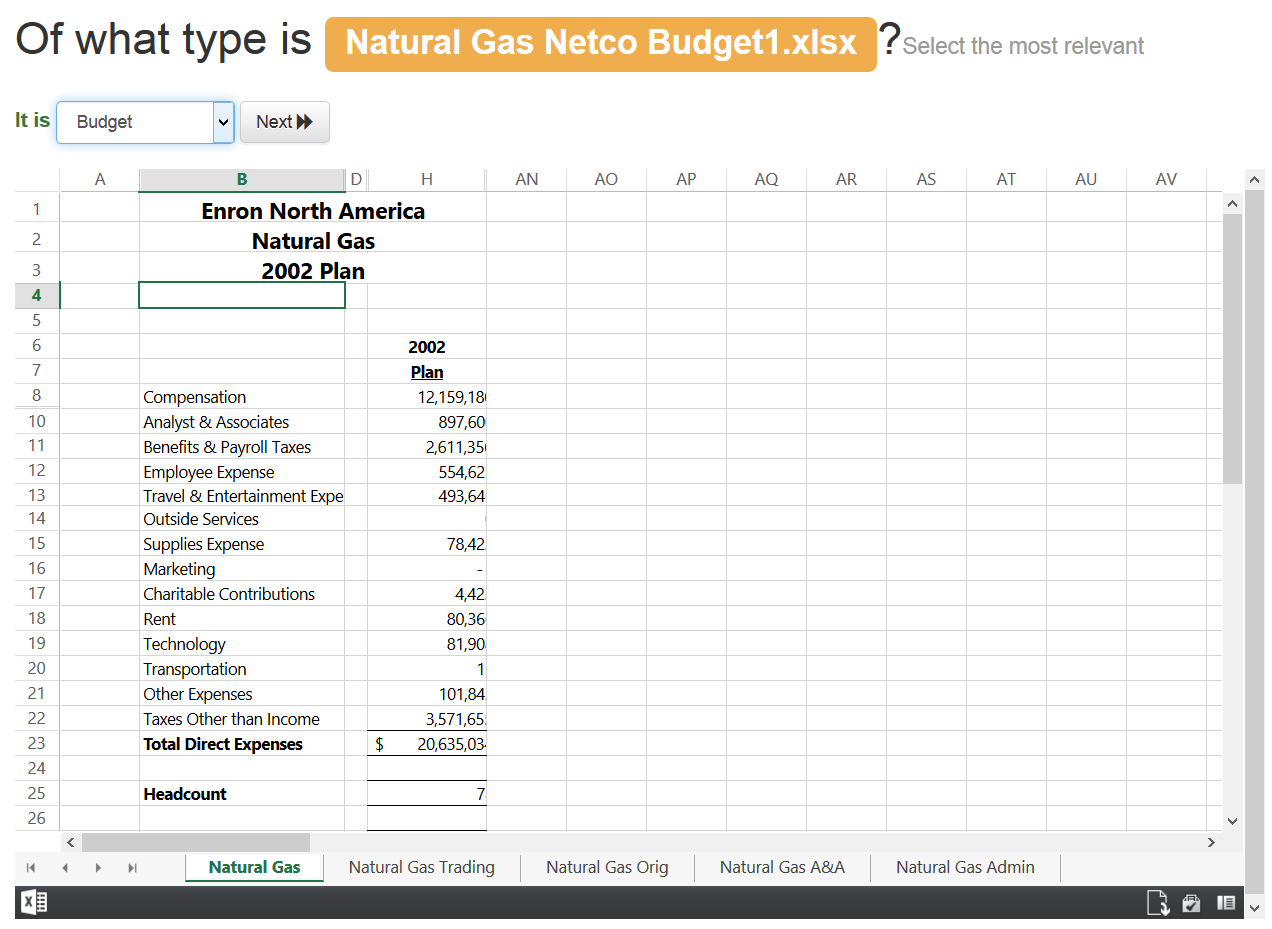 Of what type is Natural Gas Netco Budget1.xlsx ? Select the most relevant
It is Budget Next
A B D H AN AO AP AQ AR AS AT AU AV
1 Enron North America
2 Natural Gas
3 2002 Plan
4
5
6 2002
7 Plan
8 Compensation 12,159,18
10 Analyst & Associates 897,60
11 Benefits & Payroll Taxes 2,611,35
12 Employee Expense 554,62
13 Travel & Entertainment Expe 493,64
14 Outside Services
15 Supplies Expense 78,42
16 Marketing -
17 Charitable Contributions 4,42
18 Rent 80,36
19 Technology 81,90
20 Transportation 1
21 Other Expenses 101,84
22 Taxes Other than Income 3,571,65
23 Total Direct Expenses $ 20,635,03
24
25 Headcount 7
26
Natural Gas Natural Gas Trading Natural Gas Orig Natural Gas A&A Natural Gas Admin